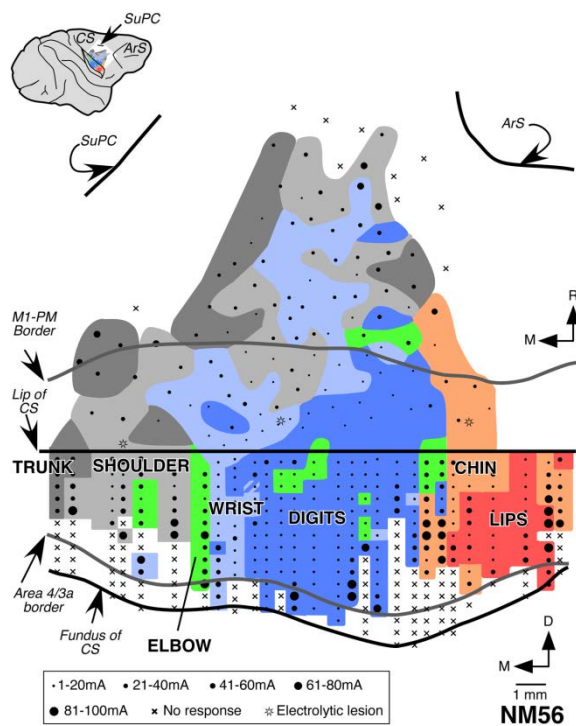 SuPC
CS
ArS
SuPC
ArS
M1-PM
Border
R
M
Lip of
CS
TRUNK
SHOULDER
CHIN
WRIST
DIGITS
LIPS
Area 4/3a
border
Fundus of
CS
ELBOW
D
M
1-20mA 21-40mA 41-60mA 61-80mA
81-100mA × No response Electrolytic lesion
1 mm
NM56